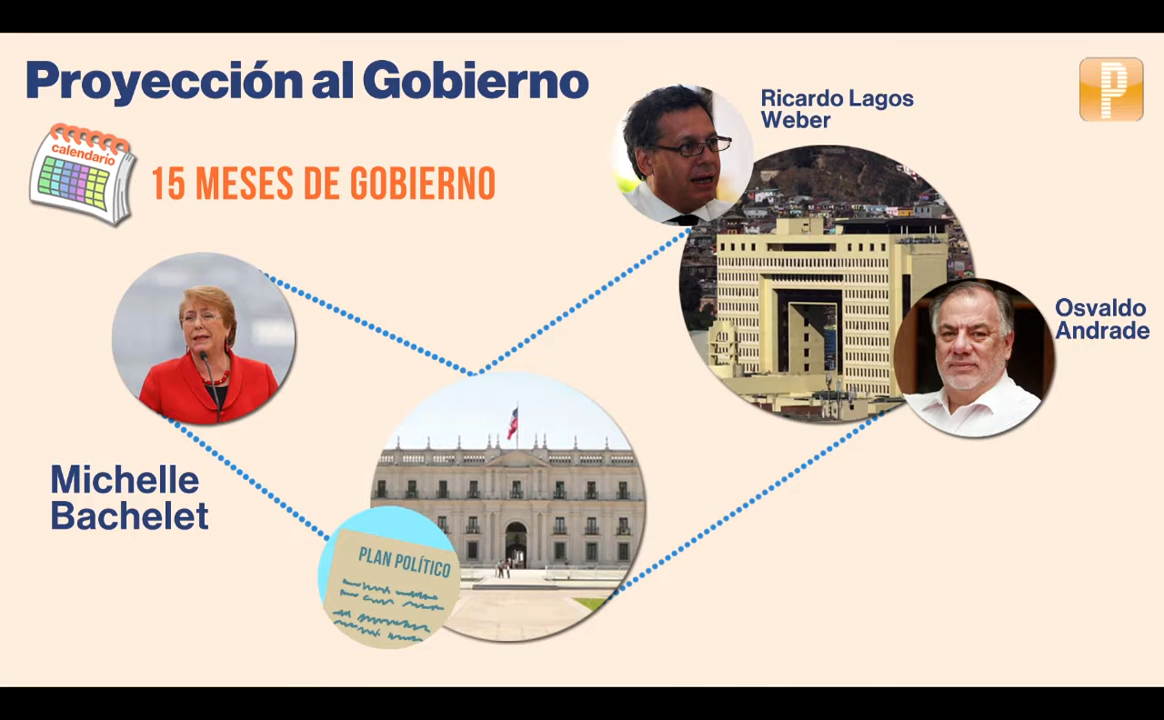 Proyección al Gobierno
calendario
15 MESES DE GOBIERNO
Ricardo Lagos
Weber
P
Osvaldo
Andrade
Michelle
Bachelet
PLAN POLÍTICO